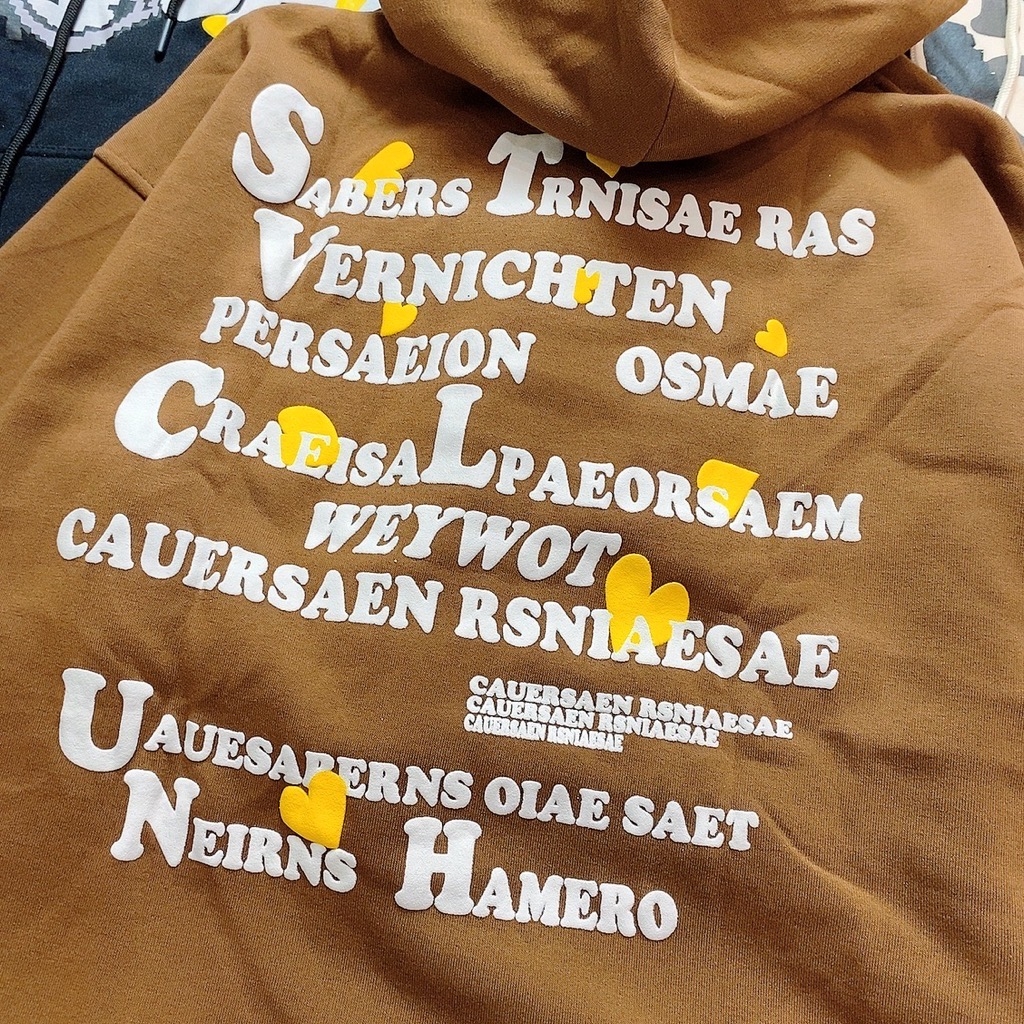 SABERS TRNISAE RAS
VERNICHTEN
PERSAEION OSMAE
CRAEISALPAEORSAEM
WEYWOT
CAUERSAEN RSNIAESAE
CAUERSAEN RSNIAESAE
CAUERSAEN RSNIAESAE
CAUERSAEN RSNIAESAE
UAUESAPERNS OIAE SAET
NEIRNS HAMERO